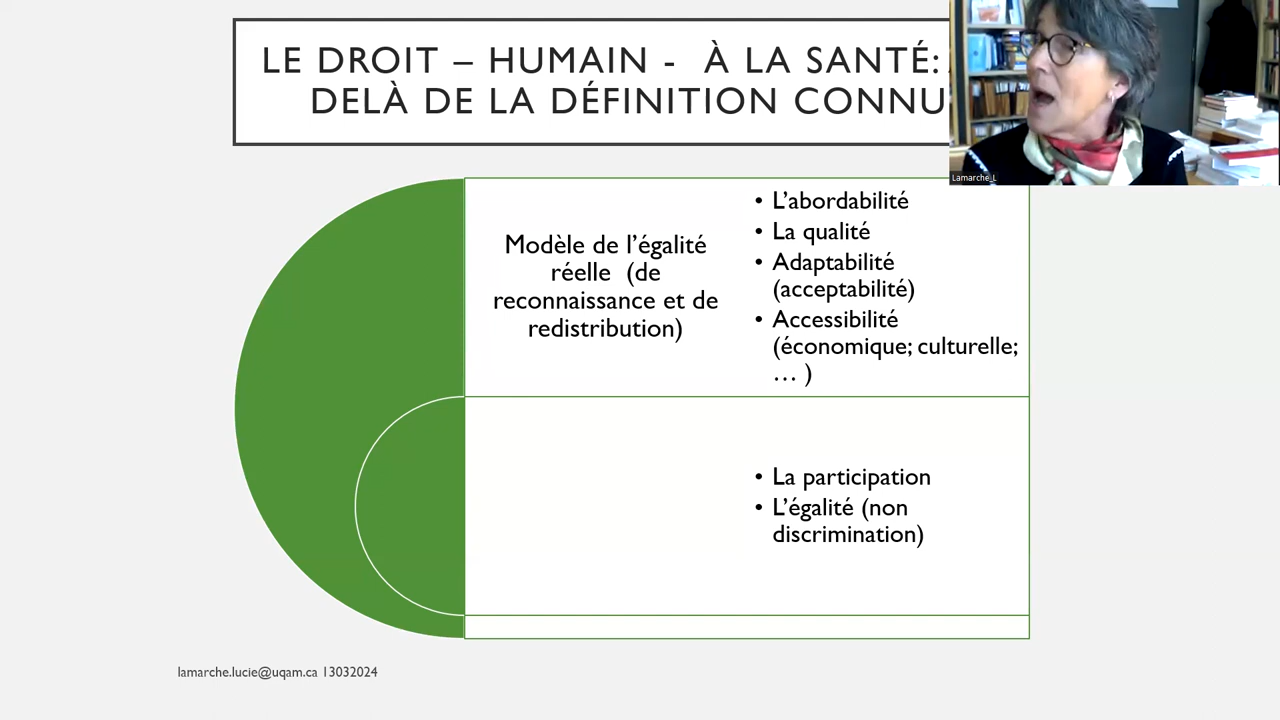 LE DROIT – HUMAIN - À LA SANTÉ:
DELÀ DE LA DÉFINITION CONNU
Lamarche_L
Modèle de l’égalité
réelle (de
reconnaissance et de
redistribution)
• L’abordabilité
• La qualité
• Adaptabilité
(acceptabilité)
• Accessibilité
(économique; culturelle;
… )
• La participation
• L’égalité (non
discrimination)
lamarche.lucie@uqam.ca 13032024